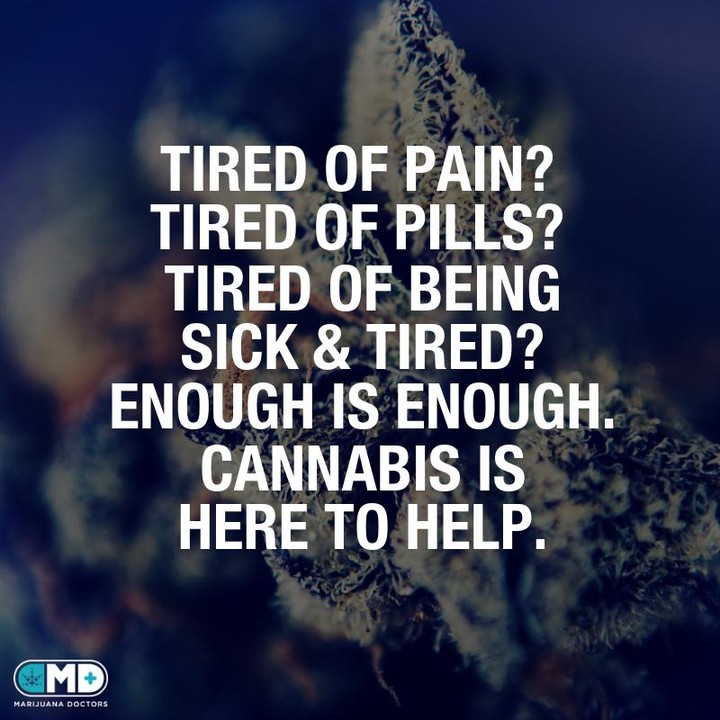 TIRED OF PAIN?
TIRED OF PILLS?
TIRED OF BEING
SICK & TIRED?
ENOUGH IS ENOUGH.
CANNABIS IS
HERE TO HELP.
MD
MARIJUANA DOCTORS